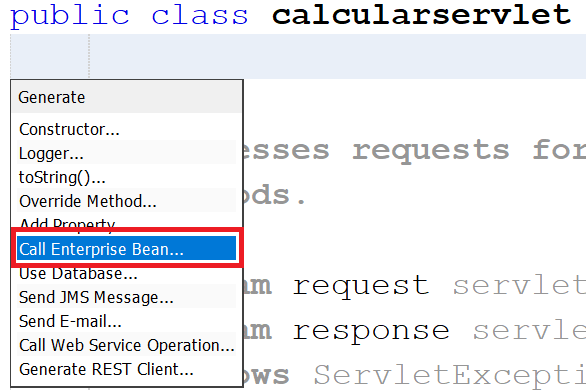 public class calcularservlet
Generate
Constructor...
Logger...
esses requests for
toString()...
Override Method...
ods.
Add Property...
Call Enterprise Bean...
Use Database...
am request servlet
Send JMS Message...
Send E-mail...
am response servle
Call Web Service Operation...
Generate REST Client...
ows ServletExcepti